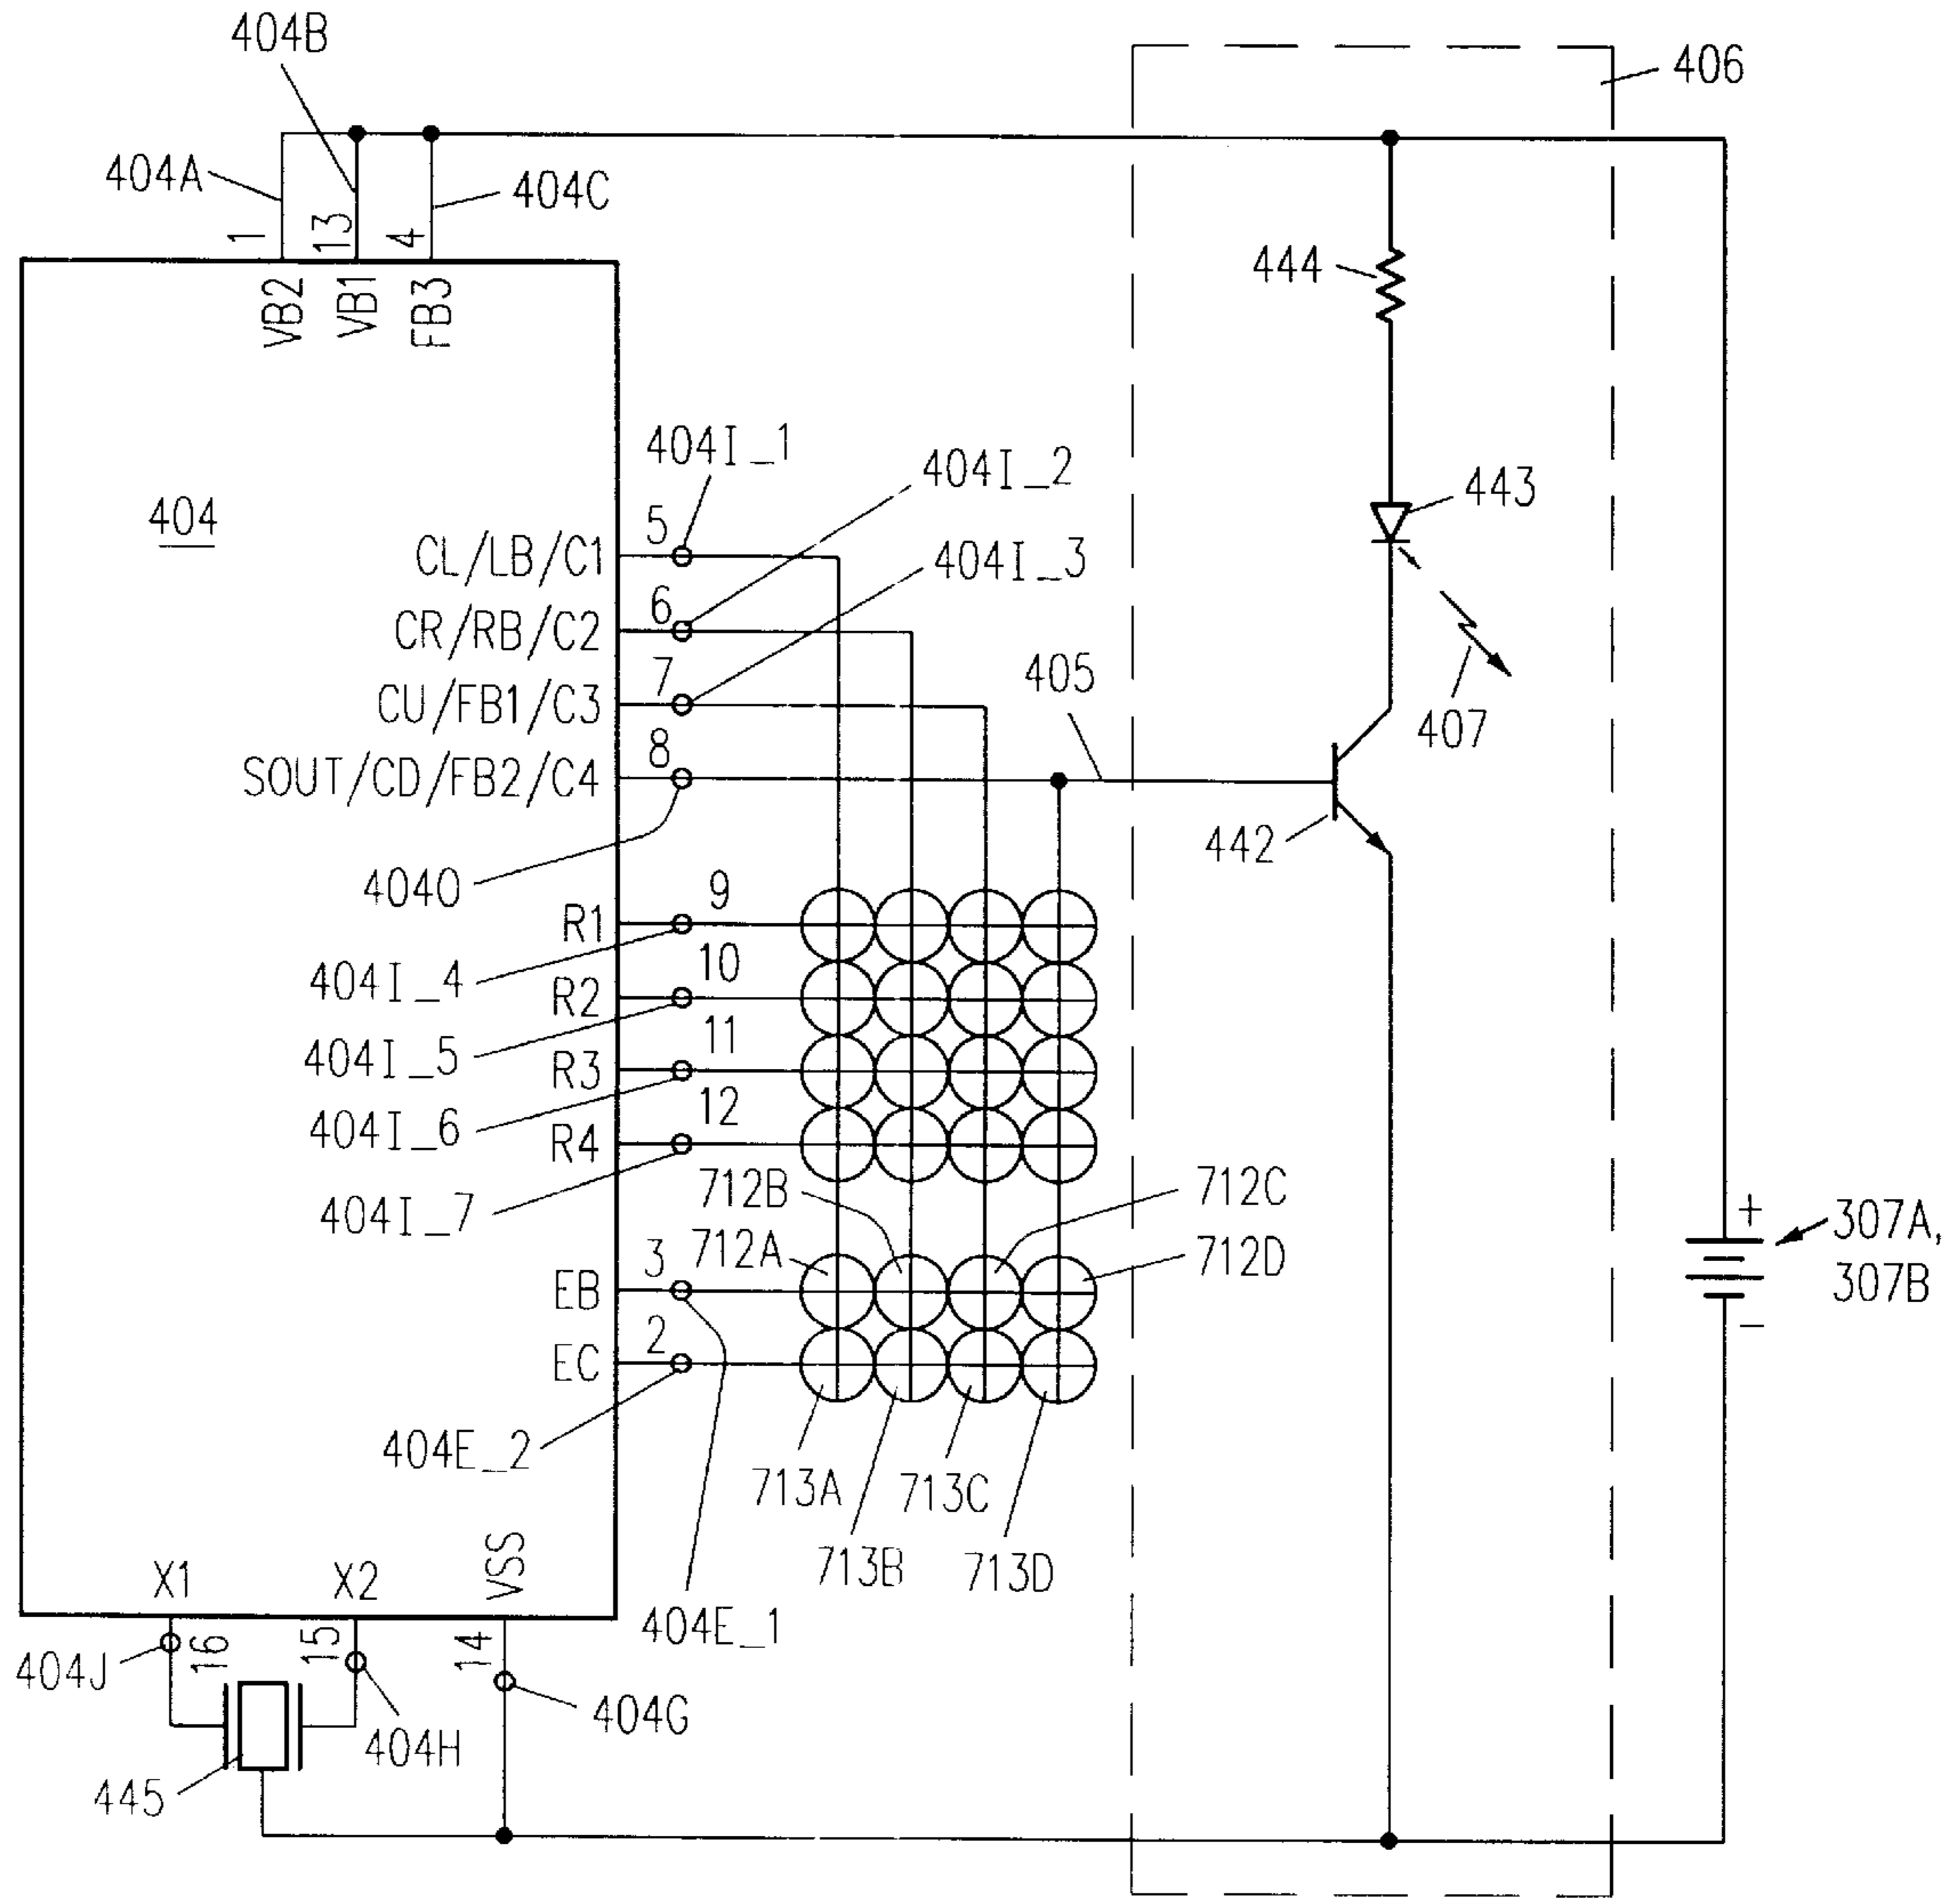 404B
406
404A
404C
1
13
4
VB2
VB1
FB3
444
404I_1
404I_2
443
404
5
CL/LB/C1
404I_3
6
CR/RB/C2
7
405
CU/FB1/C3
407
8
SOUT/CD/FB2/C4
442
4040
9
R1
404I_4
10
R2
404I_5
11
R3
404I_6
12
R4
712B
712C
404I_7
712A
712D
+
307A,
307B
3
EB
−
2
EC
404E_2
713A
713C
713B
713D
X1
X2
VSS
404E_1
16
15
14
404J
404G
404H
445